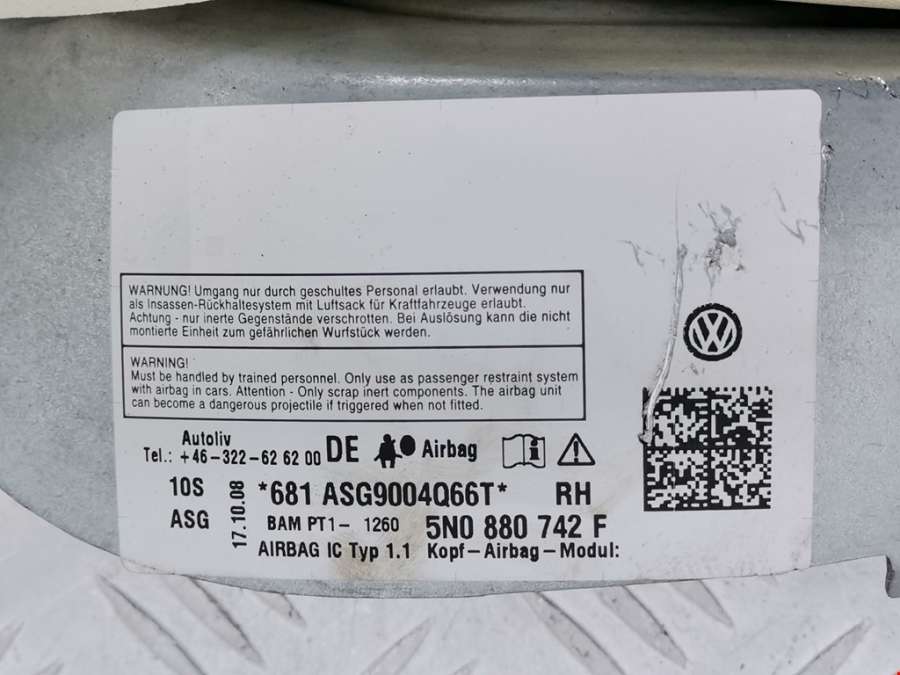 WARNUNG! Umgang nur durch geschultes Personal erlaubt. Verwendung nur
als Insassen-Rückhaltesystem mit Luftsack für Kraftfahrzeuge erlaubt.
Achtung - nur inerte Gegenstände verschrotten. Bei Auslösung kann die nicht
montierte Einheit zum gefährlichen Wurfstück werden.
WARNING!
Must be handled by trained personnel. Only use as passenger restraint system
with airbag in cars. Attention - Only scrap inert components. The airbag unit
can become a dangerous projectile if triggered when not fitted.
Autoliv
Tel.: +46-322-62 62 00 DE Airbag
10S *681 ASG9004Q66T* RH
ASG 17.10.08 BAM PT1- 1260 5N0 880 742 F
AIRBAG IC Typ 1.1 Kopf-Airbag-Modul: